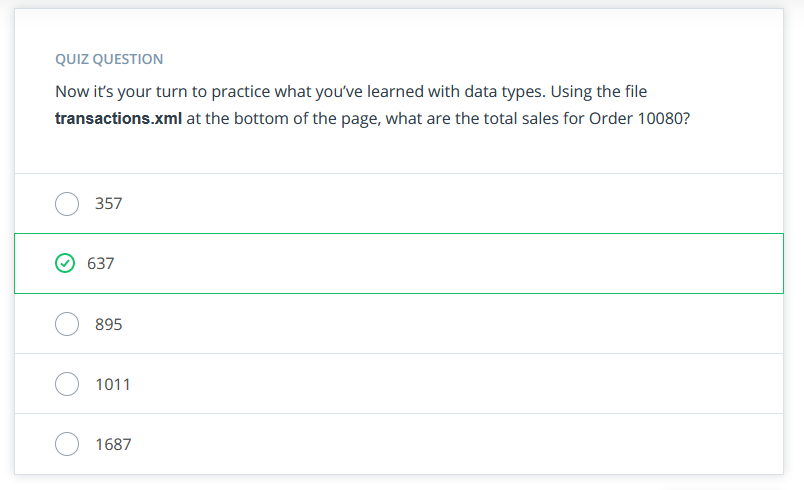 QUIZ QUESTION
Now it’s your turn to practice what you’ve learned with data types. Using the file
transactions.xml at the bottom of the page, what are the total sales for Order 10080?
357
637
895
1011
1687